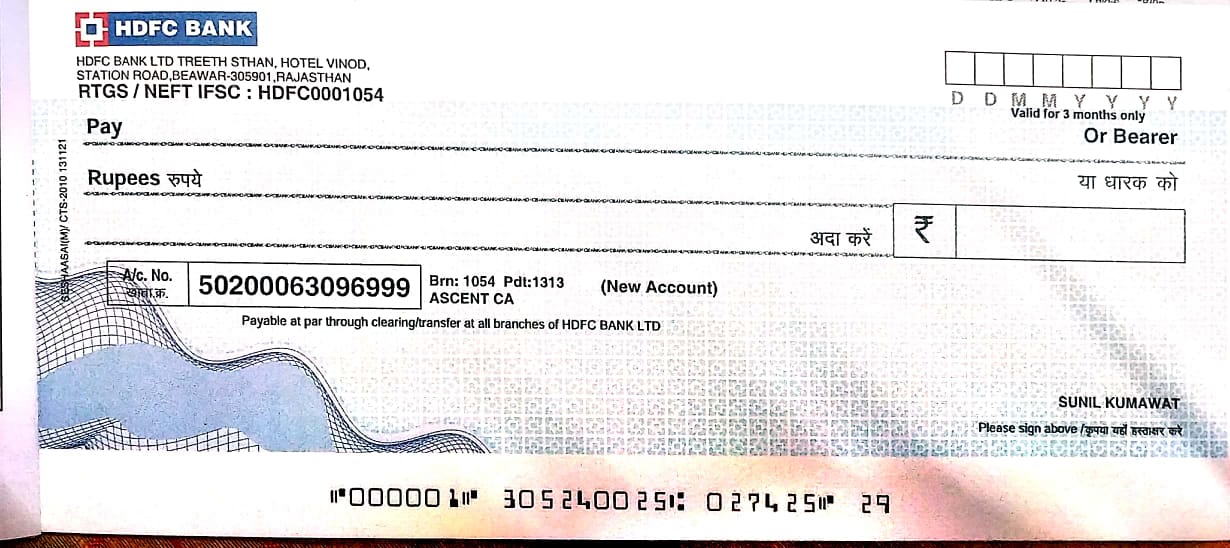 HDFC BANK
HDFC BANK LTD TREETH STHAN, HOTEL VINOD,
STATION ROAD,BEAWAR-305901,RAJASTHAN
RTGS / NEFT IFSC : HDFC0001054
D D M M Y Y Y Y
Valid for 3 months only
Pay
Or Bearer
Rupees रुपये
या धारक को
अदा करें ₹
A/c. No.
खाता.क्र.
50200063096999
Brn: 1054 Pdt:1313 (New Account)
ASCENT CA
Payable at par through clearing/transfer at all branches of HDFC BANK LTD
CTS-2010 131121
SUNIL KUMAWAT
Please sign above /कृपया यहाँ हस्ताक्षर करे
⑈000001⑈ 305240025⑆ 027425⑈ 29